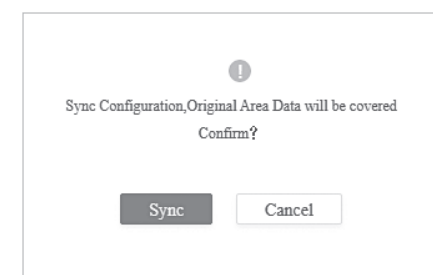 Sync Configuration,Original Area Data will be covered
Confirm?
Sync Cancel